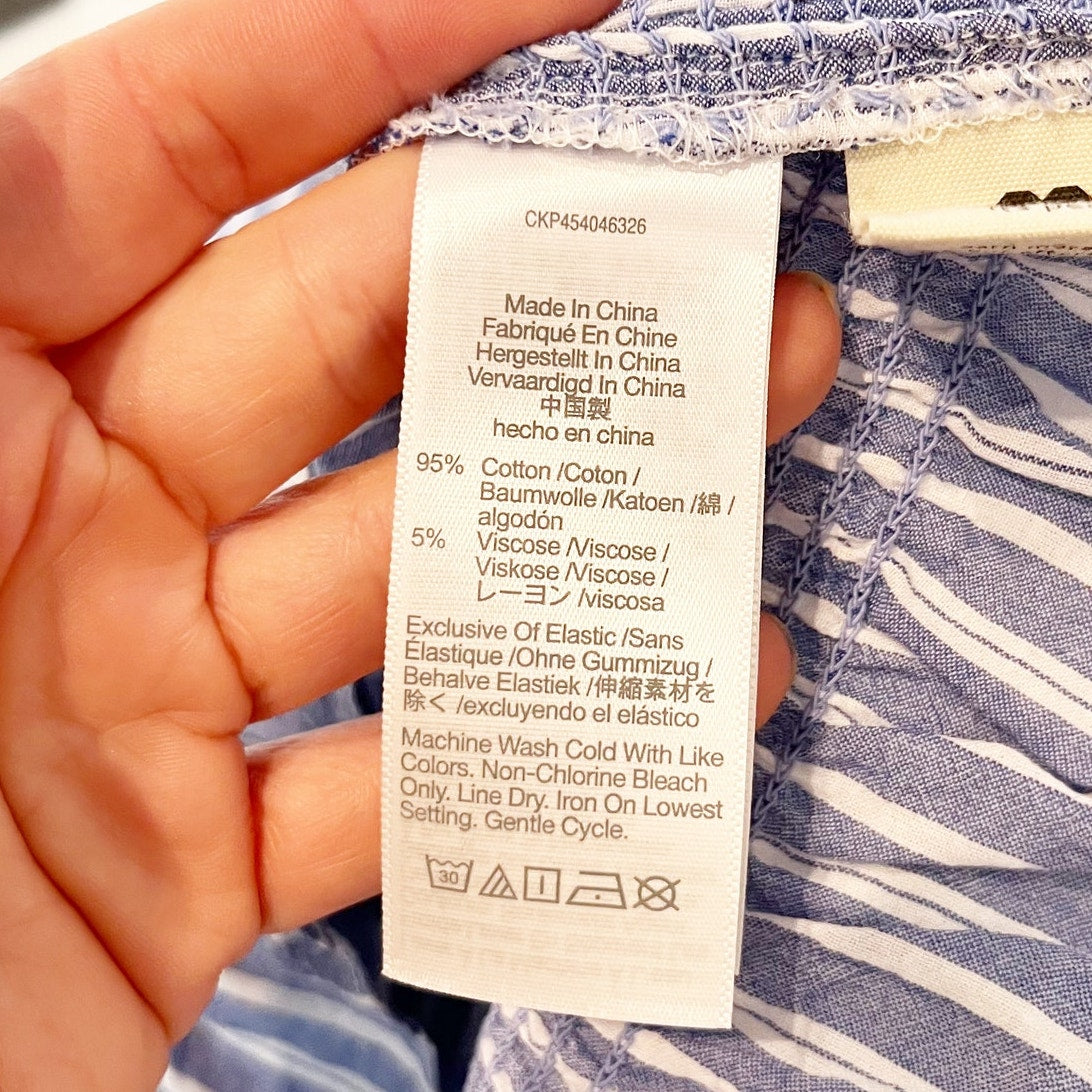 CKP454046326
Made In China
Fabriqué En Chine
Hergestellt In China
Vervaardigd In China
中国製
hecho en china
95% Cotton /Coton /
Baumwolle /Katoen /綿 /
algodón
5% Viscose /Viscose /
Viskose /Viscose /
レーヨン /viscosa
Exclusive Of Elastic /Sans
Élastique /Ohne Gummizug /
Behalve Elastiek /伸縮素材を
除く /excluyendo el elástico
Machine Wash Cold With Like
Colors. Non-Chlorine Bleach
Only. Line Dry. Iron On Lowest
Setting. Gentle Cycle.
30